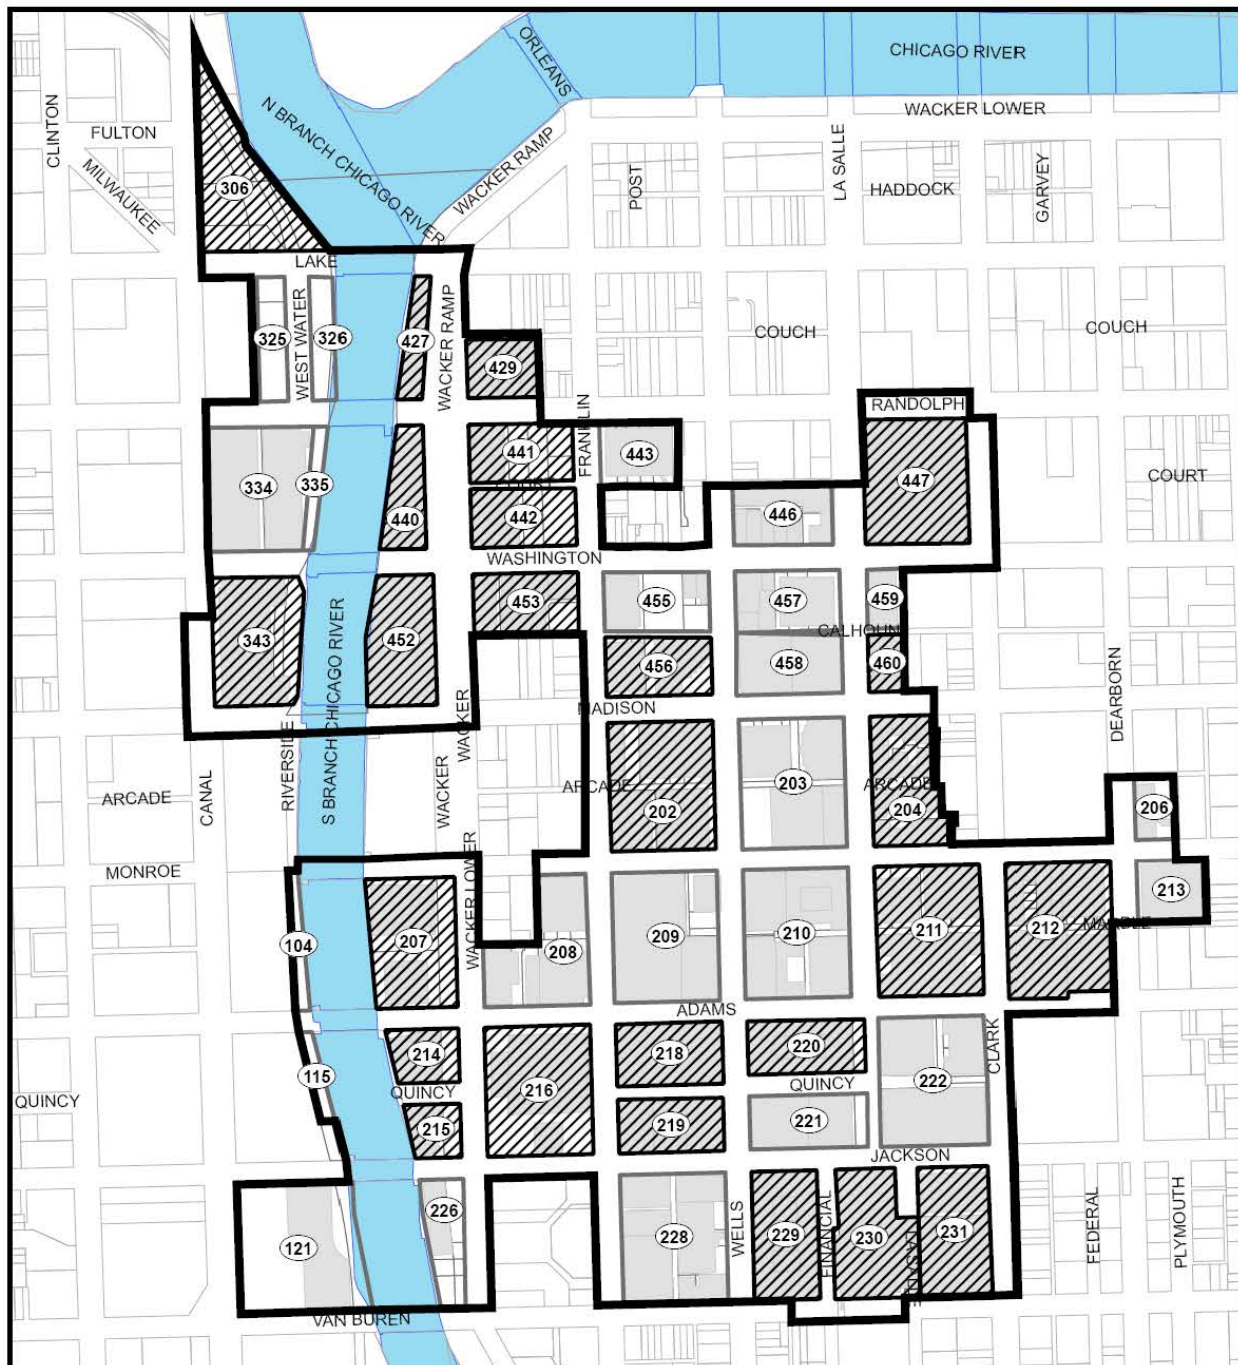 ORLEANS
CHICAGO RIVER
WACKER LOWER
CLINTON
FULTON
MILWAUKEE
N BRANCH CHICAGO RIVER
WACKER RAMP
POST
LA SALLE
HADDOCK
GARVEY
306
LAKE
WEST WATER
325
326
427
WACKER RAMP
429
COUCH
COUCH
RANDOLPH
FRANKLIN
441
443
447
COURT
334
335
440
442
446
WASHINGTON
453
455
457
459
CALHOUN
343
S BRANCH CHICAGO RIVER
452
456
458
460
MADISON
DEARBORN
RIVERSIDE
WACKER
WACKER
ARCADE
CANAL
ARCADE
202
203
ARCADE
204
206
MONROE
WACKER LOWER
213
104
207
208
209
210
211
212
ADAMS
CLARK
115
214
216
218
220
222
QUINCY
QUINCY
QUINCY
215
219
221
JACKSON
121
226
228
WELLS
229
FINANCIAL
230
231
FEDERAL
PLYMOUTH
VAN BUREN